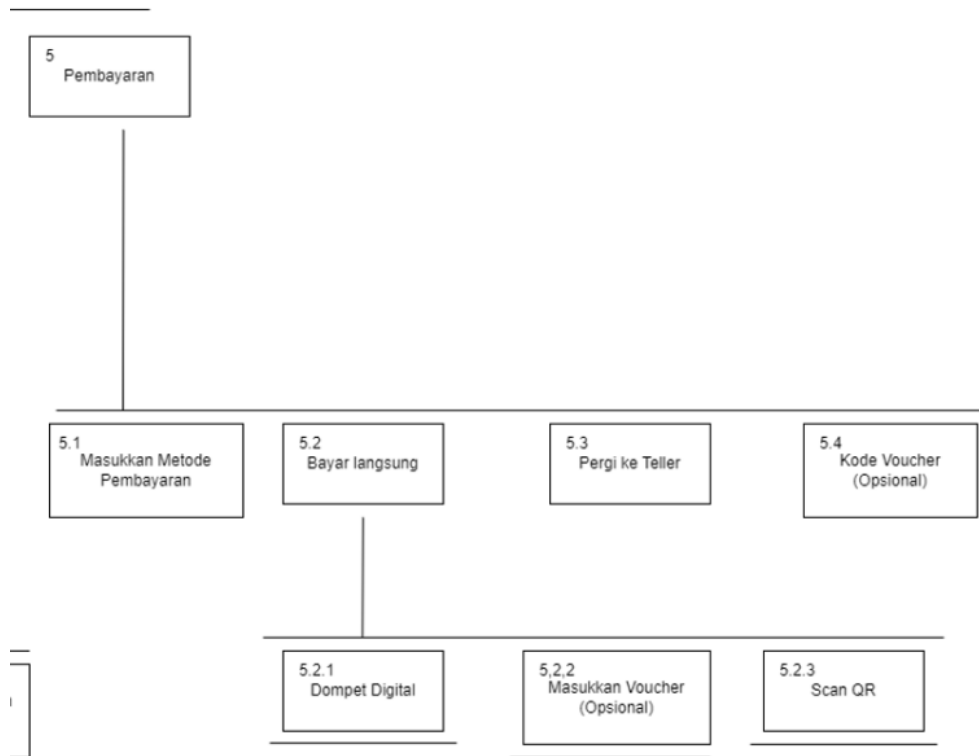 5
Pembayaran
5.1
Masukkan Metode
Pembayaran
5.2
Bayar langsung
5.3
Pergi ke Teller
5.4
Kode Voucher
(Opsional)
5.2.1
Dompet Digital
5,2,2
Masukkan Voucher
(Opsional)
5.2.3
Scan QR